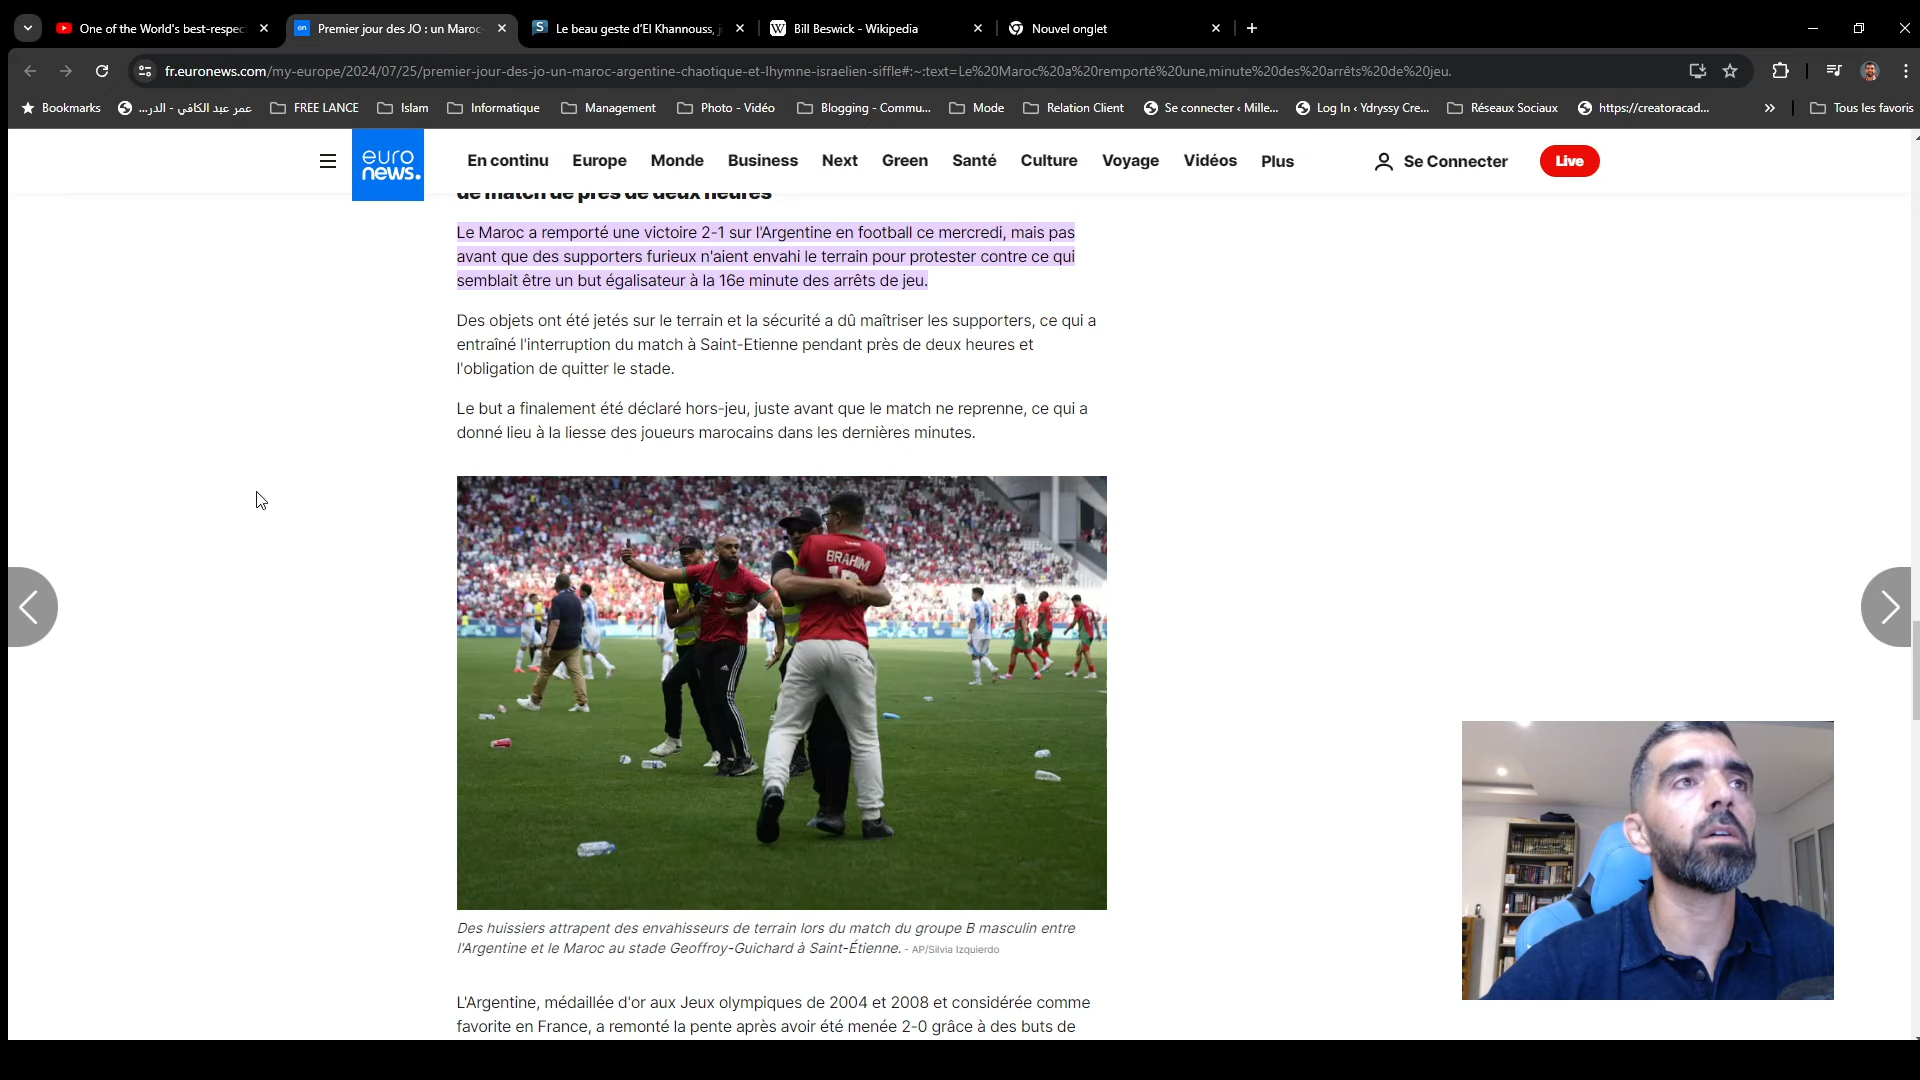 One of the World's best-respec
Premier jour des JO : un Maroc-
Le beau geste d'El Khannouss, j
Bill Beswick - Wikipedia
Nouvel onglet
fr.euronews.com/my-europe/2024/07/25/premier-jour-des-jo-un-maroc-argentine-chaotique-et-lhymne-israelien-siffle#:~:text=Le%20Maroc%20a%20remporté%20une,minute%20des%20arrêts%20de%20jeu.
Bookmarks
عمر عبد الكافي - الدر...
FREE LANCE
Islam
Informatique
Management
Photo - Vidéo
Blogging - Commu...
Mode
Relation Client
Se connecter ‹ Mille...
Log In ‹ Ydryssy Cre...
Réseaux Sociaux
https://creatoracad...
Tous les favoris
euro
news.
En continu
Europe
Monde
Business
Next
Green
Santé
Culture
Voyage
Vidéos
Plus
Se Connecter
Live
de match de près de deux heures
Le Maroc a remporté une victoire 2-1 sur l'Argentine en football ce mercredi, mais pas
avant que des supporters furieux n'aient envahi le terrain pour protester contre ce qui
semblait être un but égalisateur à la 16e minute des arrêts de jeu.
Des objets ont été jetés sur le terrain et la sécurité a dû maîtriser les supporters, ce qui a
entraîné l'interruption du match à Saint-Etienne pendant près de deux heures et
l'obligation de quitter le stade.
Le but a finalement été déclaré hors-jeu, juste avant que le match ne reprenne, ce qui a
donné lieu à la liesse des joueurs marocains dans les dernières minutes.
BRAHIM
Des huissiers attrapent des envahisseurs de terrain lors du match du groupe B masculin entre
l'Argentine et le Maroc au stade Geoffroy-Guichard à Saint-Étienne. - AP/Silvia Izquierdo
L'Argentine, médaillée d'or aux Jeux olympiques de 2004 et 2008 et considérée comme
favorite en France, a remonté la pente après avoir été menée 2-0 grâce à des buts de